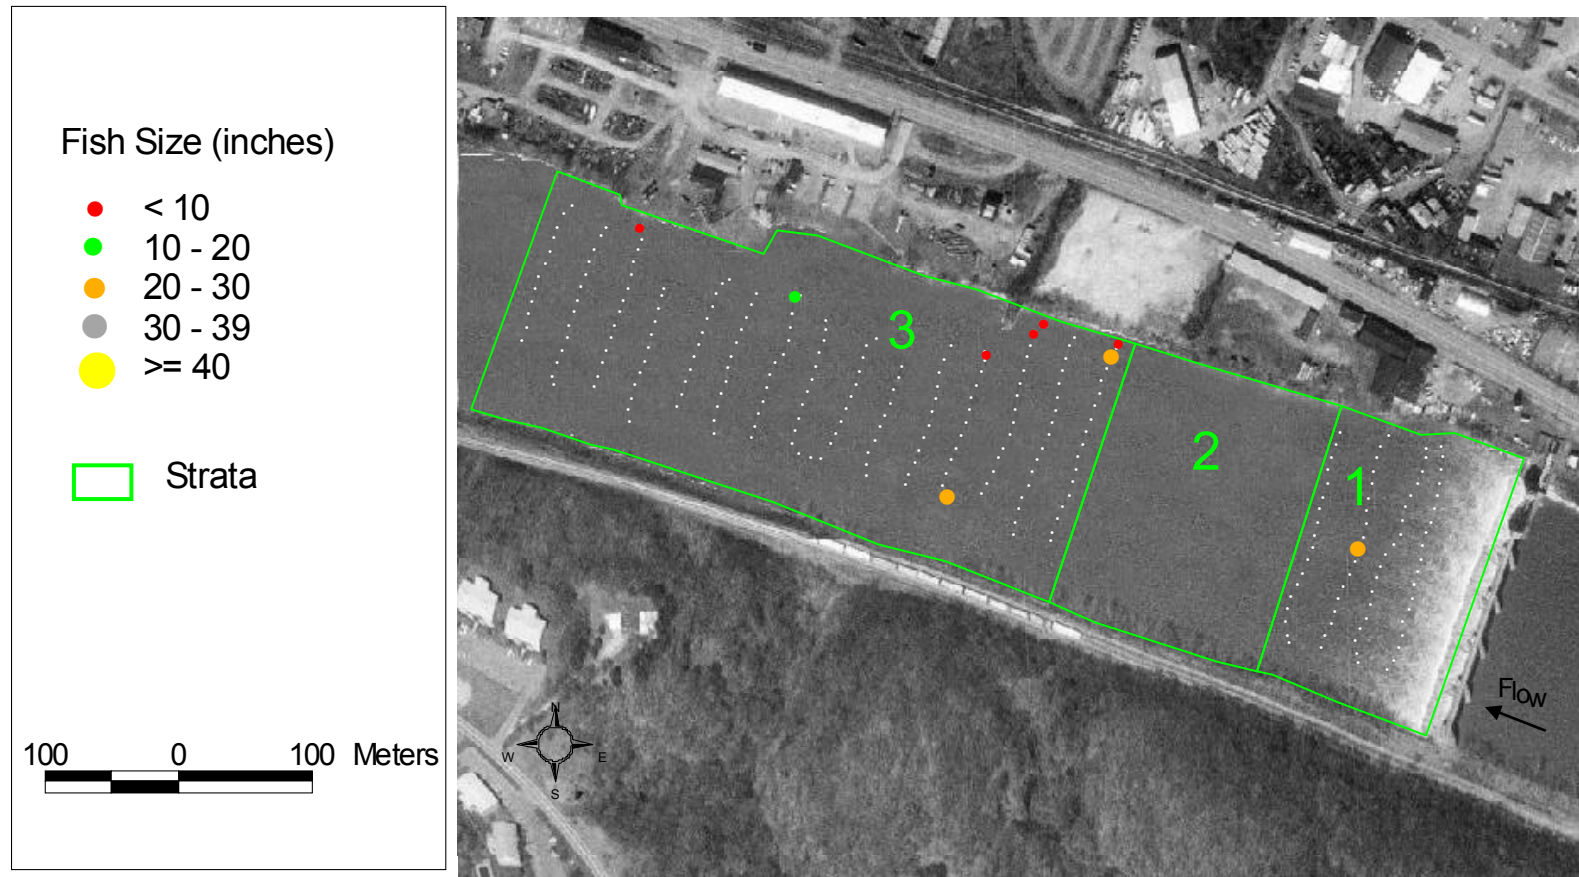 Fish Size (inches)
< 10
10 - 20
20 - 30
30 - 39
>= 40
Strata
100 0 100 Meters
3
2
1
Flow
N
W E
S